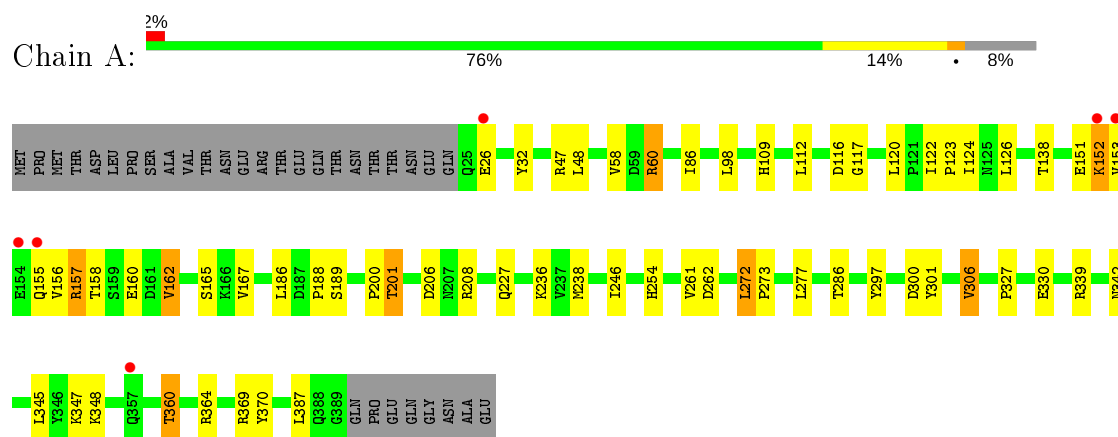 2%
Chain A:
76% 14% • 8%
MET PRO MET THR ASP LEU PRO SER ALA VAL THR ASN GLU ARG THR GLU GLN THR ASN THR THR ASN GLU GLN Q25 E26 Y32 R47 L48 V58 D59 R60 I86 L98 H109 L112 D116 G117 L120 P121 I122 P123 I124 N125 L126 T138 E151 K152 V153
E154 Q155 V156 R157 T158 S159 E160 D161 V162 S165 K166 V167 L186 D187 P188 S189 P200 T201 D206 N207 R208 Q227 K236 V237 M238 I246 H254 V261 D262 L272 P273 L277 T286 Y297 D300 Y301 V306 P327 E330 R339 N342
L345 Y346 K347 K348 Q357 T360 R364 R369 Y370 L387 Q388 G389 GLN PRO GLU GLN GLY ASN ALA GLU